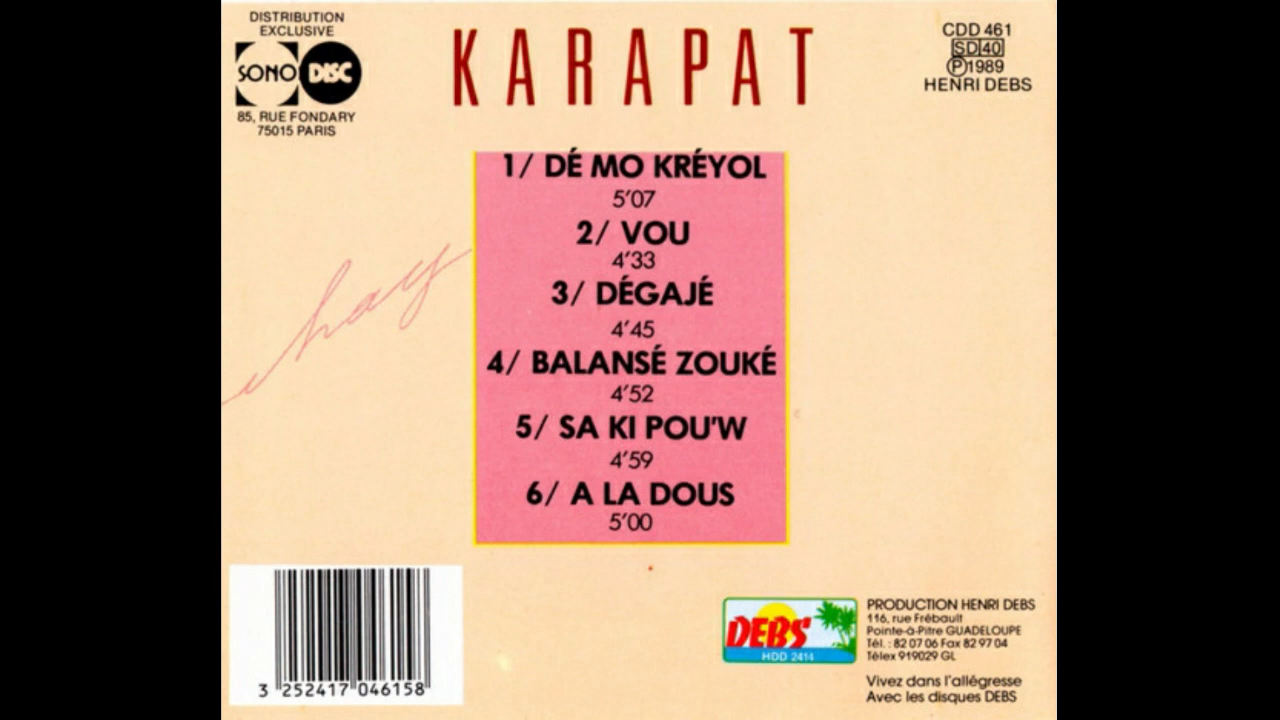 DISTRIBUTION
EXCLUSIVE
SONO DISC
85, RUE FONDARY
75015 PARIS
KARAPAT
CDD 461
SD 40
Ⓟ1989
HENRI DEBS
1/ DÉ MO KRÉYOL
5'07
2/ VOU
4'33
3/ DÉGAJÉ
4'45
4/ BALANSÉ ZOUKÉ
4'52
5/ SA KI POU'W
4'59
6/ A LA DOUS
5'00
3 252417 046158
DEBS
HDD 2414
PRODUCTION HENRI DEBS
116, rue Frébault
Pointe-à-Pitre GUADELOUPE
Tél. : 82 07 06 Fax 82 97 04
Télex 919029 GL
Vivez dans l'allégresse
Avec les disques DEBS